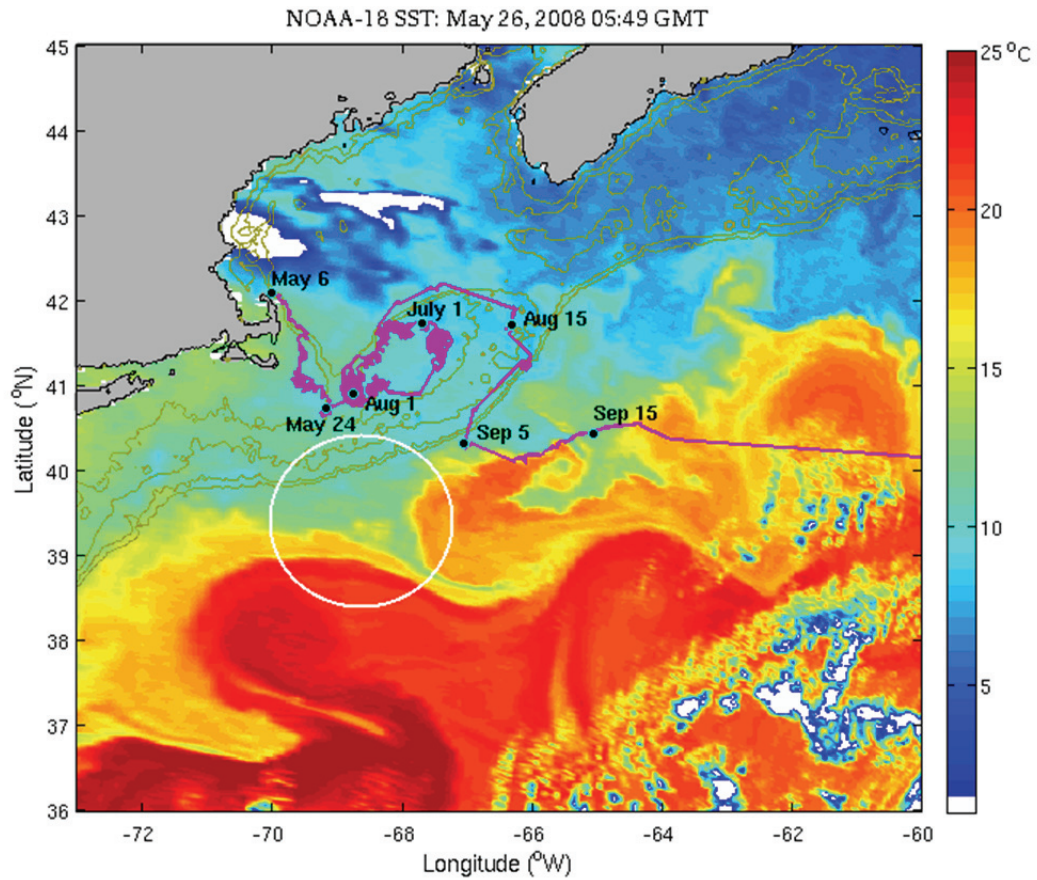 NOAA-18 SST: May 26, 2008 05:49 GMT
45
44
43
42
41
40
39
38
37
36
Latitude (°N)
May 6
July 1
Aug 15
Aug 1
May 24
Sep 5
Sep 15
-72
-70
-68
-66
-64
-62
-60
Longitude (°W)
25 °C
20
15
10
5